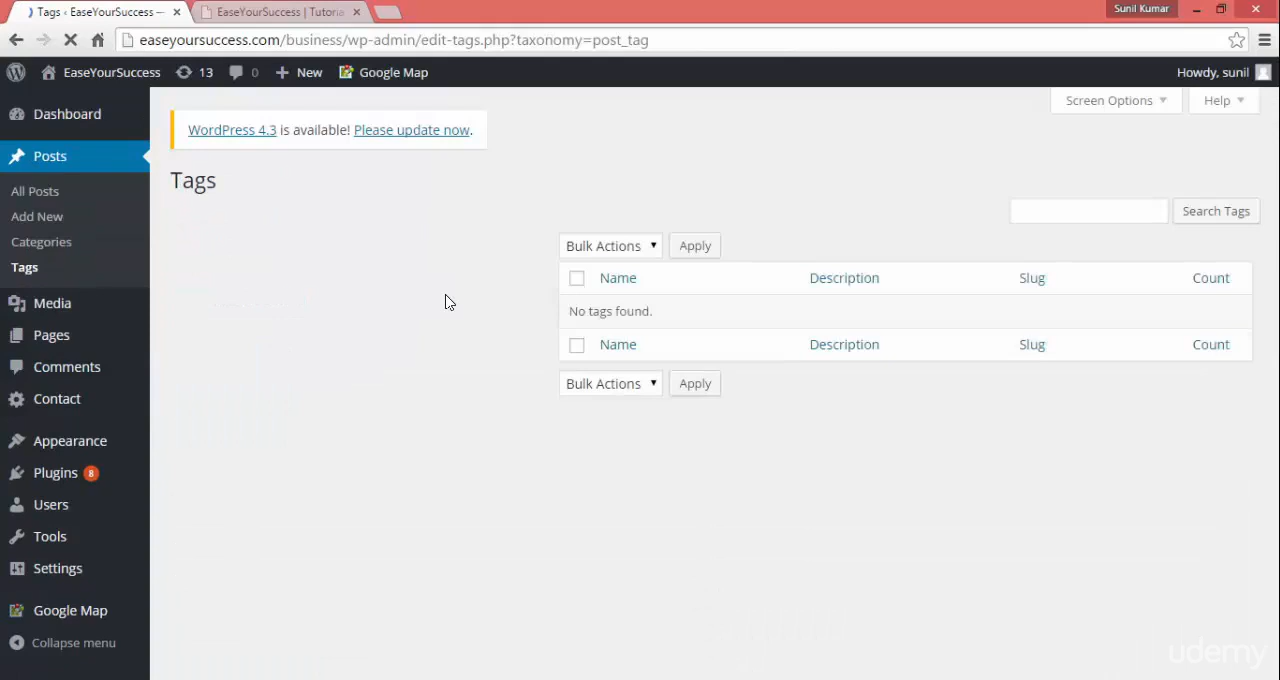 Tags ‹ EaseYourSuccess —
EaseYourSuccess | Tutoria
Sunil Kumar
easeyoursuccess.com/business/wp-admin/edit-tags.php?taxonomy=post_tag
EaseYourSuccess 13 0 New Google Map
Howdy, sunil
Dashboard
Posts
All Posts
Add New
Categories
Tags
Media
Pages
Comments
Contact
Appearance
Plugins 8
Users
Tools
Settings
Google Map
Collapse menu
Screen Options
Help
WordPress 4.3 is available! Please update now.
Tags
Search Tags
Bulk Actions Apply
Name Description Slug Count
No tags found.
Name Description Slug Count
Bulk Actions Apply
udemy